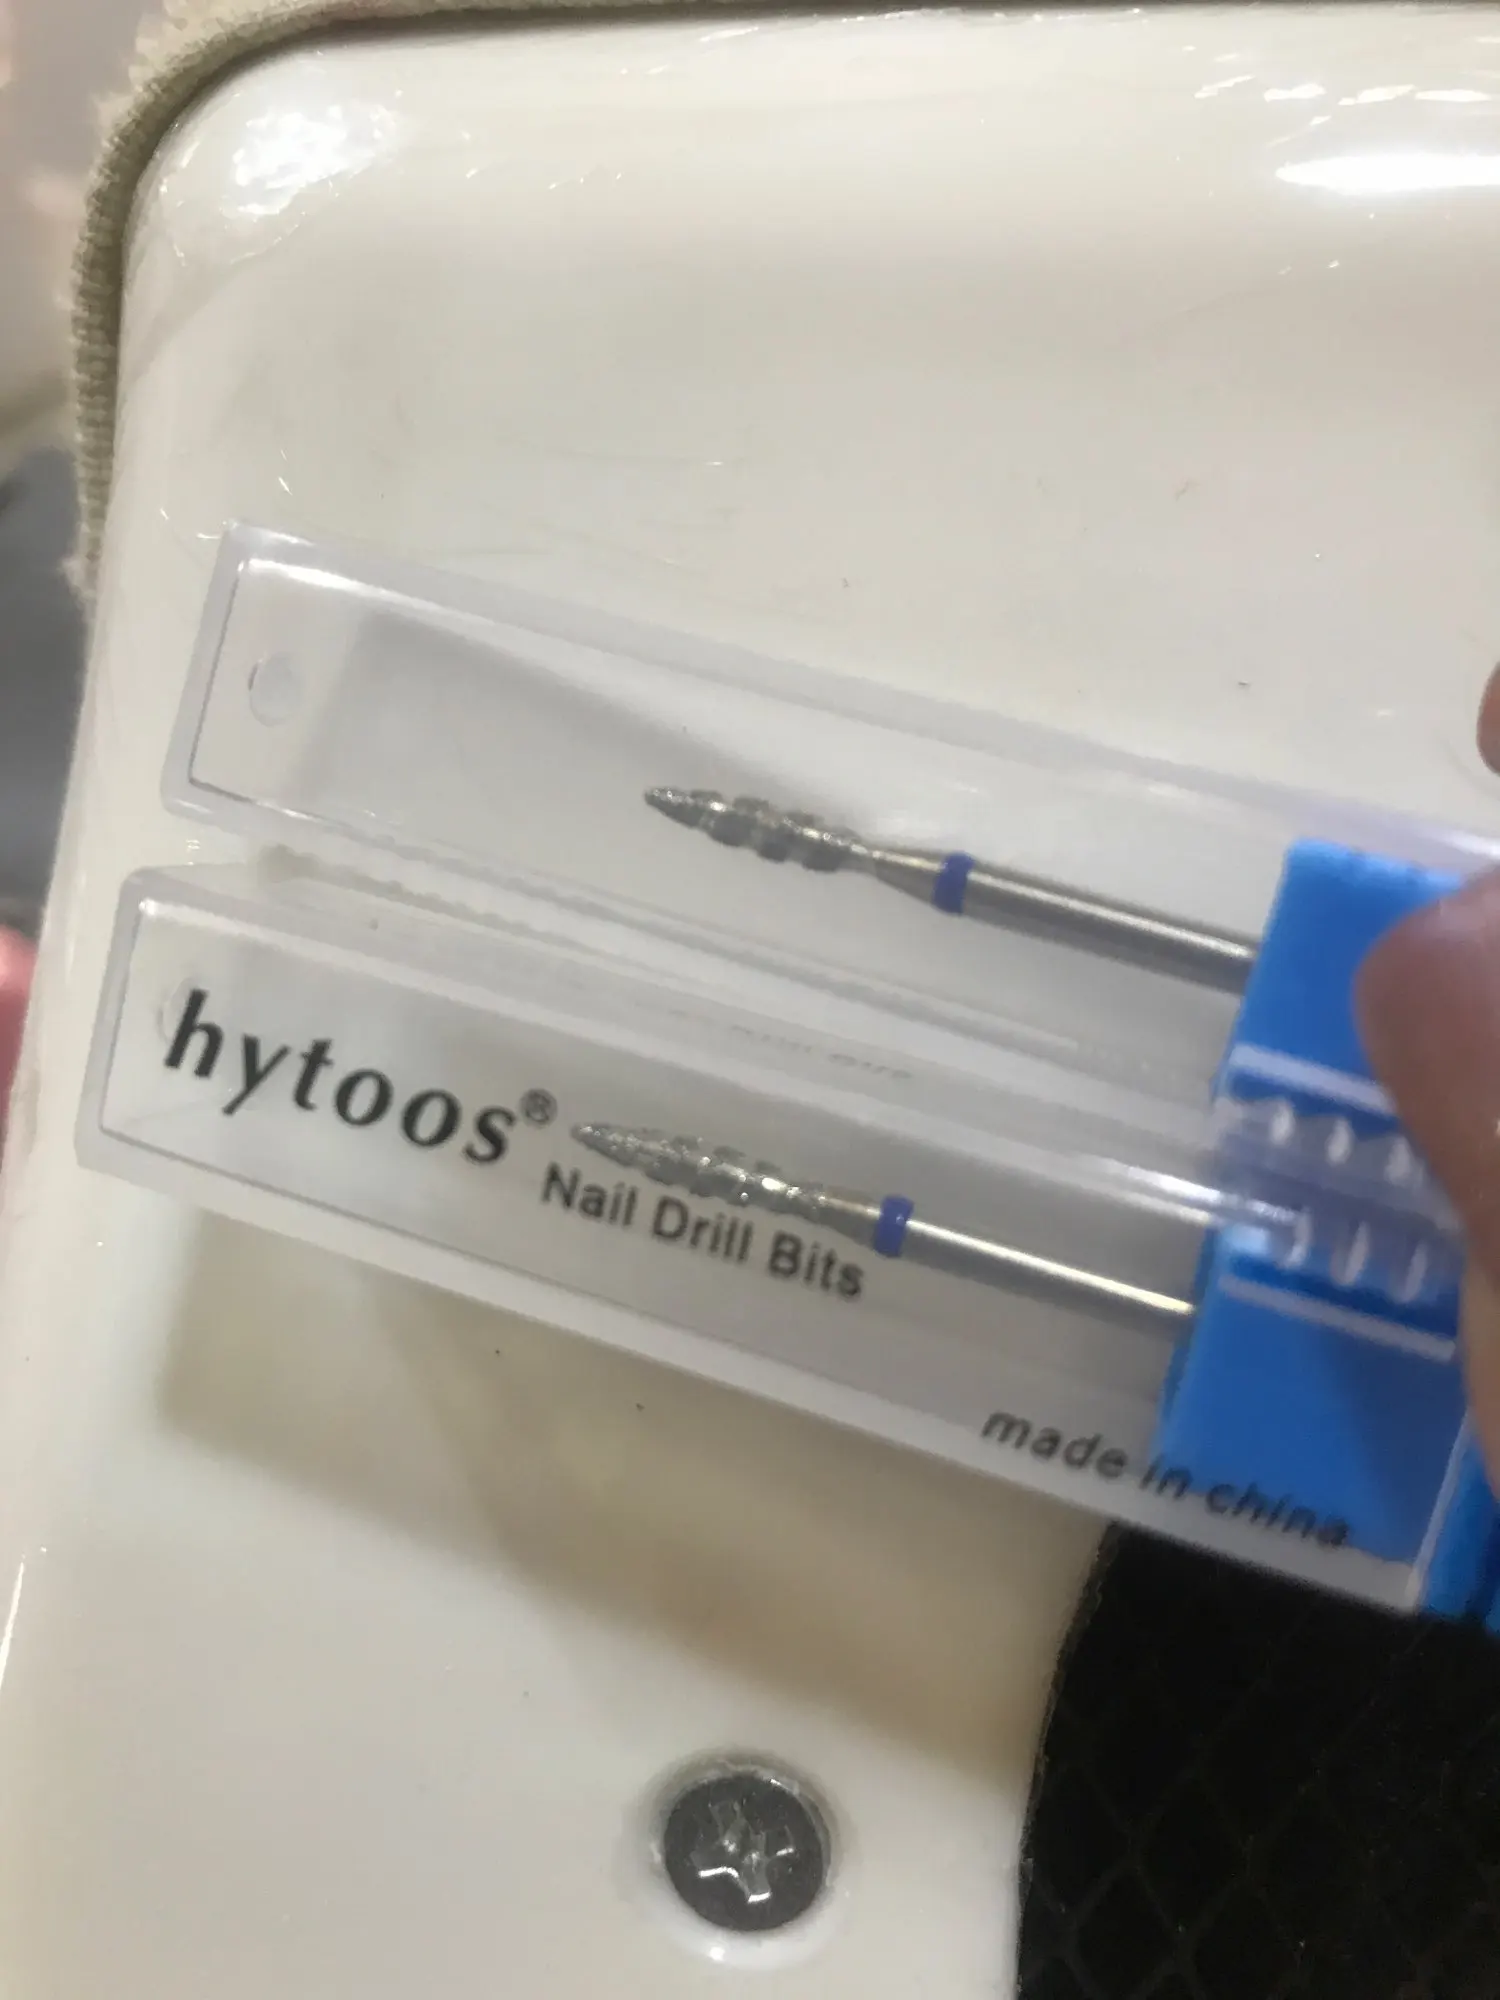 hytoos®
Nail Drill Bits
made in china